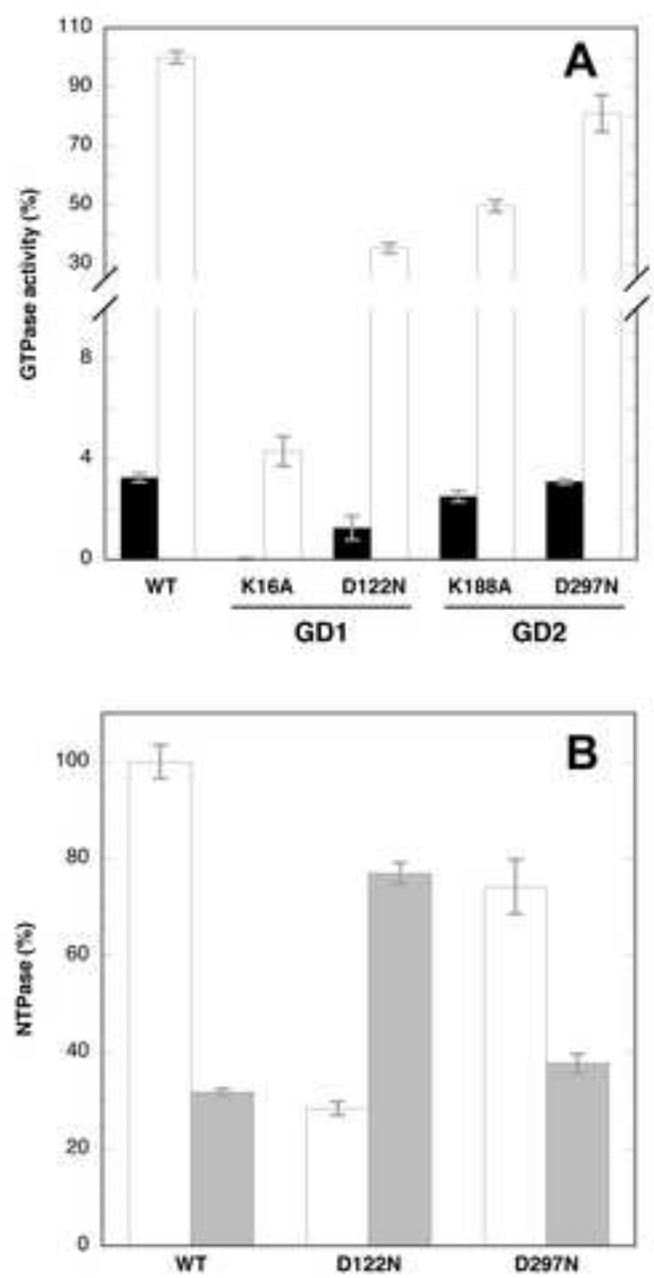 110
A
90
70
50
30
GTPase activity (%)
8
4
0
WT K16A D122N K188A D297N
GD1 GD2
B
100
80
60
NTPase (%)
40
20
0
WT D122N D297N